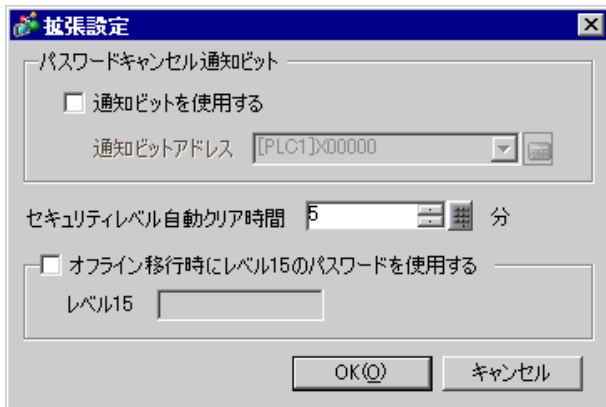 拡張設定
パスワードキャンセル通知ビット
通知ビットを使用する
通知ビットアドレス [PLC1]X00000
セキュリティレベル自動クリア時間 5 分
オフライン移行時にレベル15のパスワードを使用する
レベル15
OK(O) キャンセル